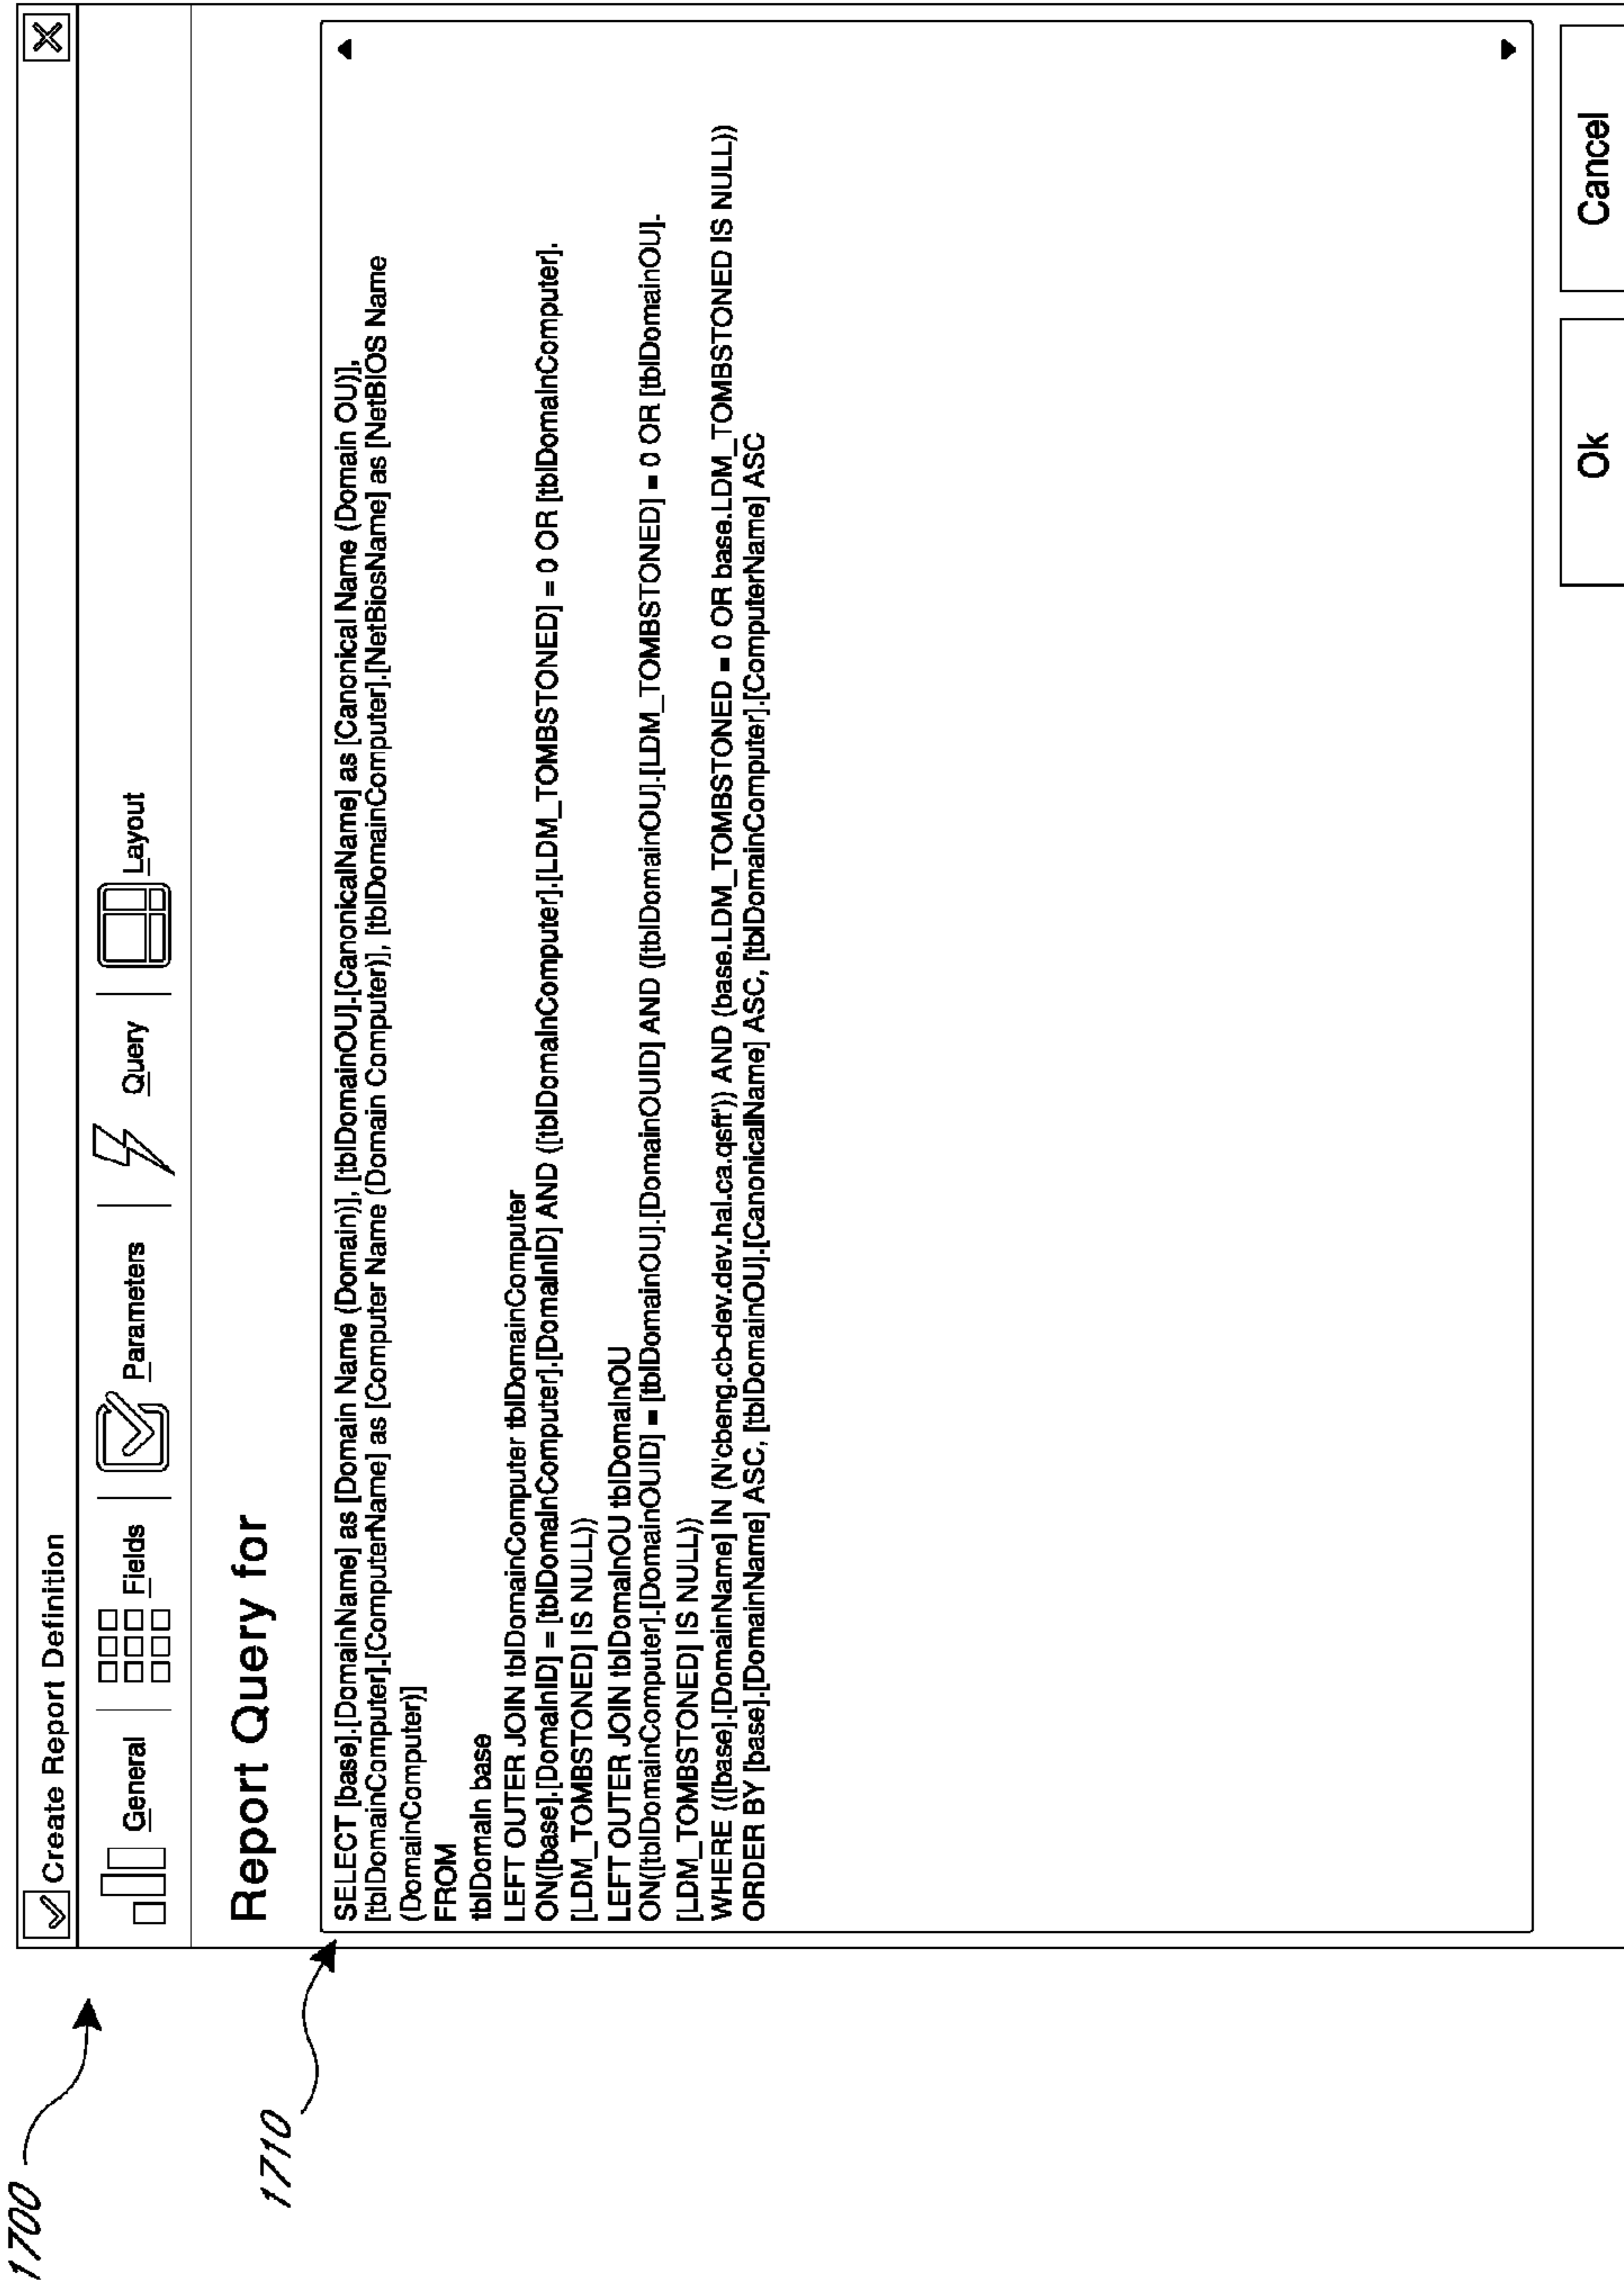 1700
Create Report Definition
General Fields Parameters Query Layout
Report Query for
1710
SELECT [base].[DomainName] as [Domain Name (Domain)], [tblDomainOU].[CanonicalName] as [Canonical Name (Domain OU)],
[tblDomainComputer].[ComputerName] as [Computer Name (Domain Computer)], [tblDomainComputer].[NetBiosName] as [NetBIOS Name
(DomainComputer)]
FROM
tblDomain base
LEFT OUTER JOIN tblDomainComputer tblDomainComputer
ON([base].[DomainID] = [tblDomainComputer].[DomainID] AND ([tblDomainComputer].[LDM_TOMBSTONED] = 0 OR [tblDomainComputer].
[LDM_TOMBSTONED] IS NULL))
LEFT OUTER JOIN tblDomainOU tblDomainOU
ON([tblDomainComputer].[DomainOUID] = [tblDomainOU].[DomainOUID] AND ([tblDomainOU].[LDM_TOMBSTONED] = 0 OR [tblDomainOU].
[LDM_TOMBSTONED] IS NULL))
WHERE (([base].[DomainName] IN (N'cbeng.cb-dev.dev.hal.ca.qsft')) AND (base.LDM_TOMBSTONED = 0 OR base.LDM_TOMBSTONED IS NULL))
ORDER BY [base].[DomainName] ASC, [tblDomainOU].[CanonicalName] ASC, [tblDomainComputer].[ComputerName] ASC
Ok Cancel